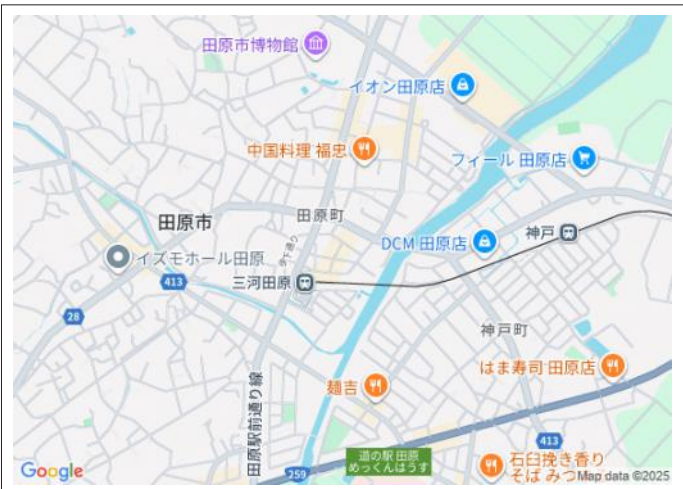 田原市博物館
イオン田原店
中国料理 福忠
フィール 田原店
田原町
田原市
DCM 田原店
神戸
イズモホール田原
413
三河田原
28
神戸町
はま寿司 田原店
麺吉
田原駅前通り線
413
道の駅 田原
めっくんはうす
259
石臼挽き香り
そば みつ
Google
Map data ©2025